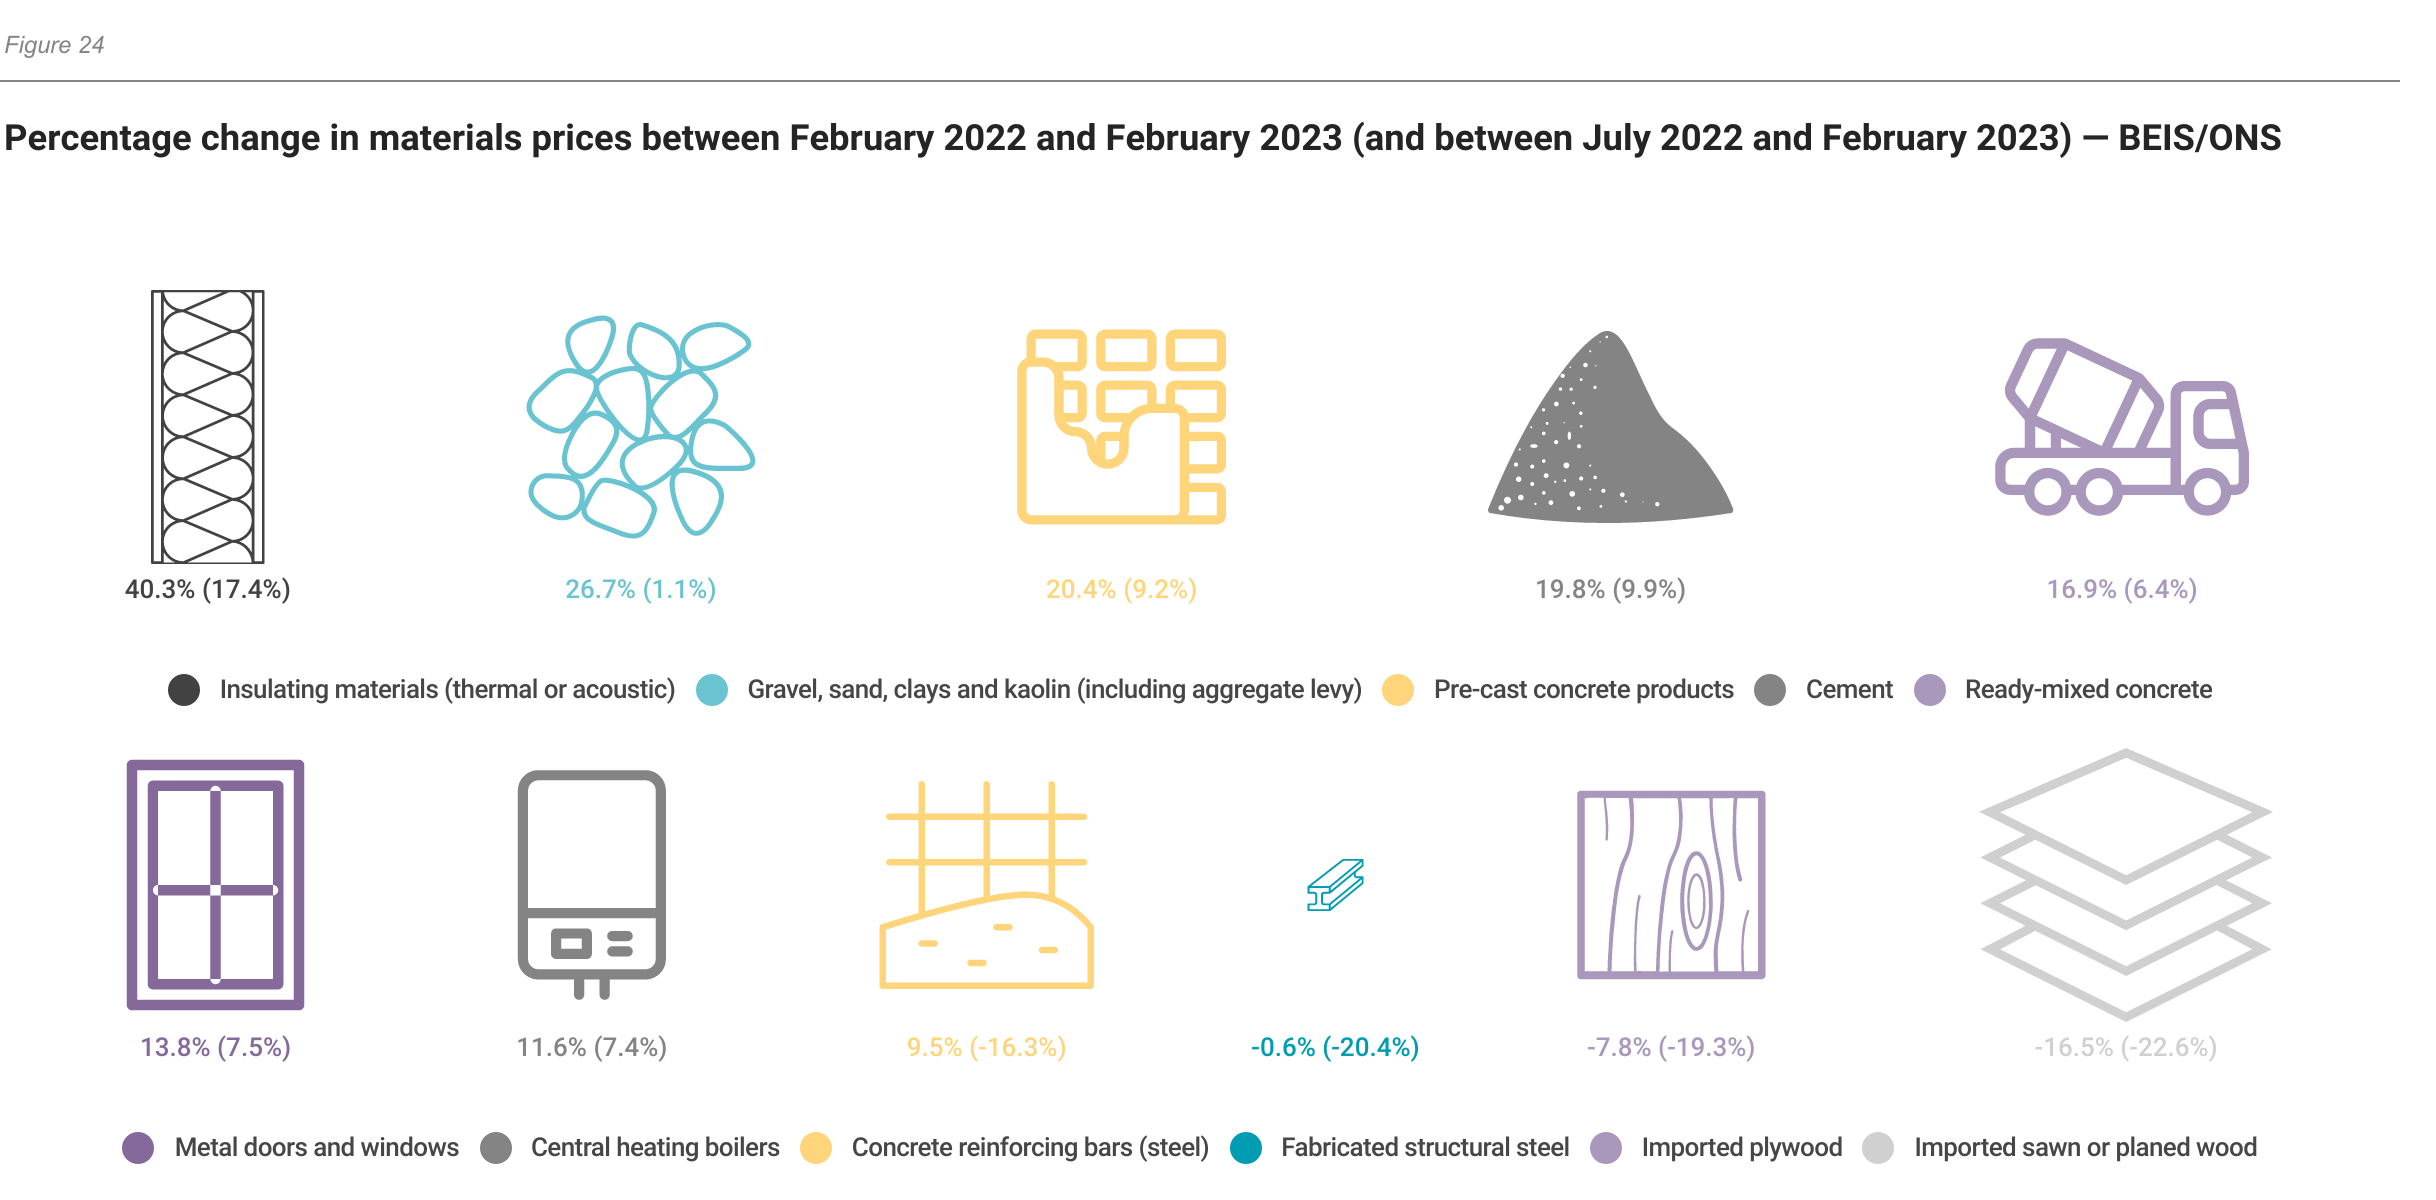 Figure 24
Percentage change in materials prices between February 2022 and February 2023 (and between July 2022 and February 2023) — BEIS/ONS
40.3% (17.4%) 26.7% (1.1%) 20.4% (9.2%) 19.8% (9.9%) 16.9% (6.4%)
Insulating materials (thermal or acoustic) Gravel, sand, clays and kaolin (including aggregate levy) Pre-cast concrete products Cement Ready-mixed concrete
13.8% (7.5%) 11.6% (7.4%) 9.5% (-16.3%) -0.6% (-20.4%) -7.8% (-19.3%) -16.5% (-22.6%)
Metal doors and windows Central heating boilers Concrete reinforcing bars (steel) Fabricated structural steel Imported plywood Imported sawn or planed wood